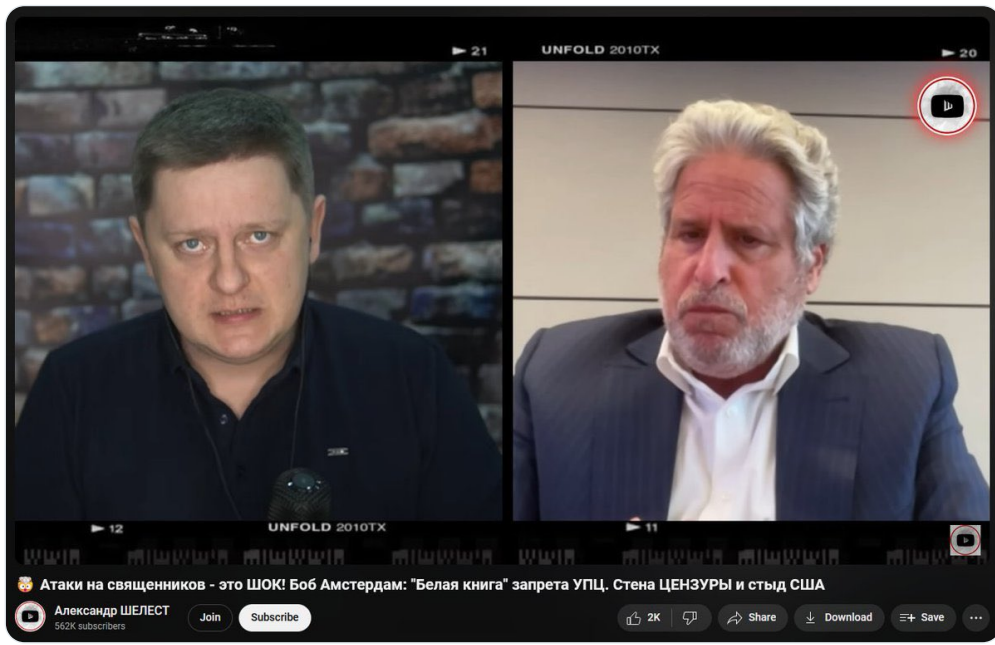 21
UNFOLD 2010TX
20
12
UNFOLD 2010TX
11
🤯 Атаки на священников - это ШОК! Боб Амстердам: "Белая книга" запрета УПЦ. Стена ЦЕНЗУРЫ и стыд США
Александр ШЕЛЕСТ
562K subscribers
Join
Subscribe
2K
Share
Download
Save